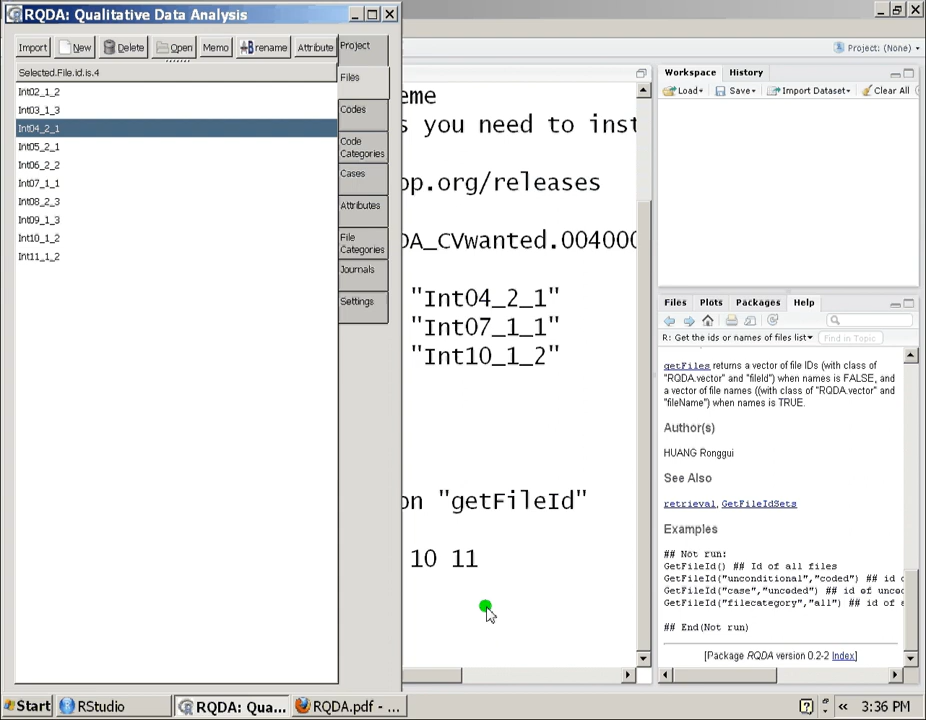 RQDA: Qualitative Data Analysis
Import New Delete Open Memo rename Attribute
Selected.File.id.is.4
Int02_1_2
Int03_1_3
Int04_2_1
Int05_2_1
Int06_2_2
Int07_1_1
Int08_2_3
Int09_1_3
Int10_1_2
Int11_1_2
Project
Files
Codes
Code
Categories
Cases
Attributes
File
Categories
Journals
Settings
eme
s you need to inst
op.org/releases
DA_CVwanted.004000
"Int04_2_1"
"Int07_1_1"
"Int10_1_2"
on "getFileId"
10 11
Project: (None)
Workspace History
Load Save Import Dataset Clear All
Files Plots Packages Help
R: Get the ids or names of files list Find in Topic
getFiles returns a vector of file IDs (with class of
"RQDA.vector" and "fileId") when names is FALSE, and
a vector of file names ((with class of "RQDA.vector" and
"fileName") when names is TRUE.
Author(s)
HUANG Ronggui
See Also
retrieval, GetFileIdSets
Examples
## Not run:
GetFileId() ## Id of all files
GetFileId("unconditional","coded") ## id o
GetFileId("case","uncoded") ## id of unco
GetFileId("filecategory","all") ## id of
## End(Not run)
[Package RQDA version 0.2-2 Index]
Start RStudio RQDA: Qua... RQDA.pdf - ... 3:36 PM